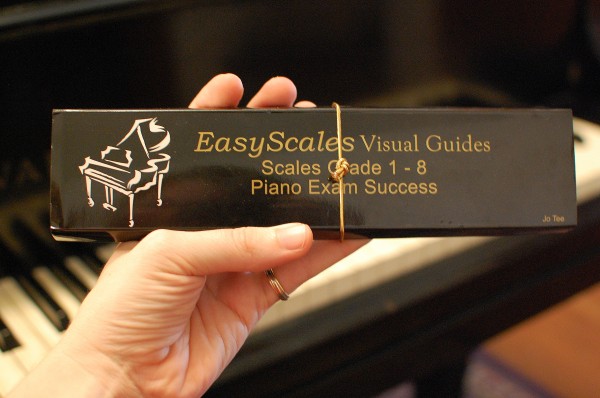 EasyScales Visual Guides
Scales Grade 1 - 8
Piano Exam Success
Jo Tee